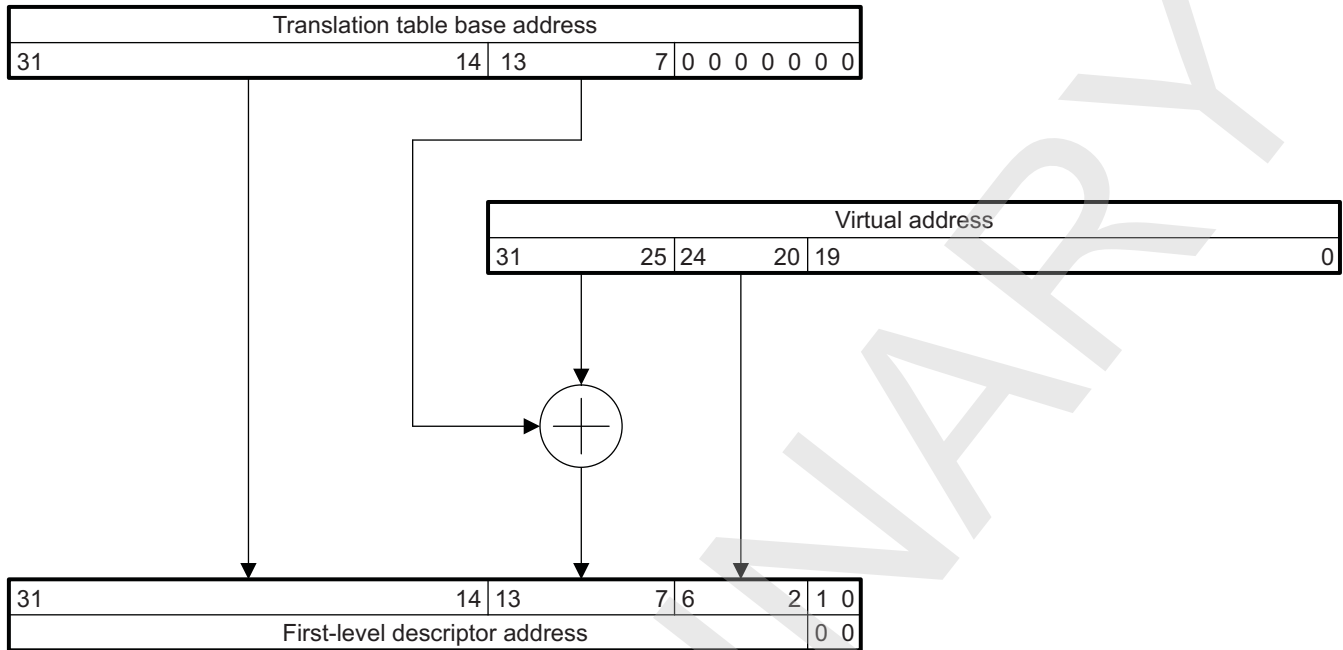 Translation table base address
31 14 13 7 0 0 0 0 0 0 0
Virtual address
31 25 24 20 19 0
31 14 13 7 6 2 1 0
First-level descriptor address 0 0
INARY